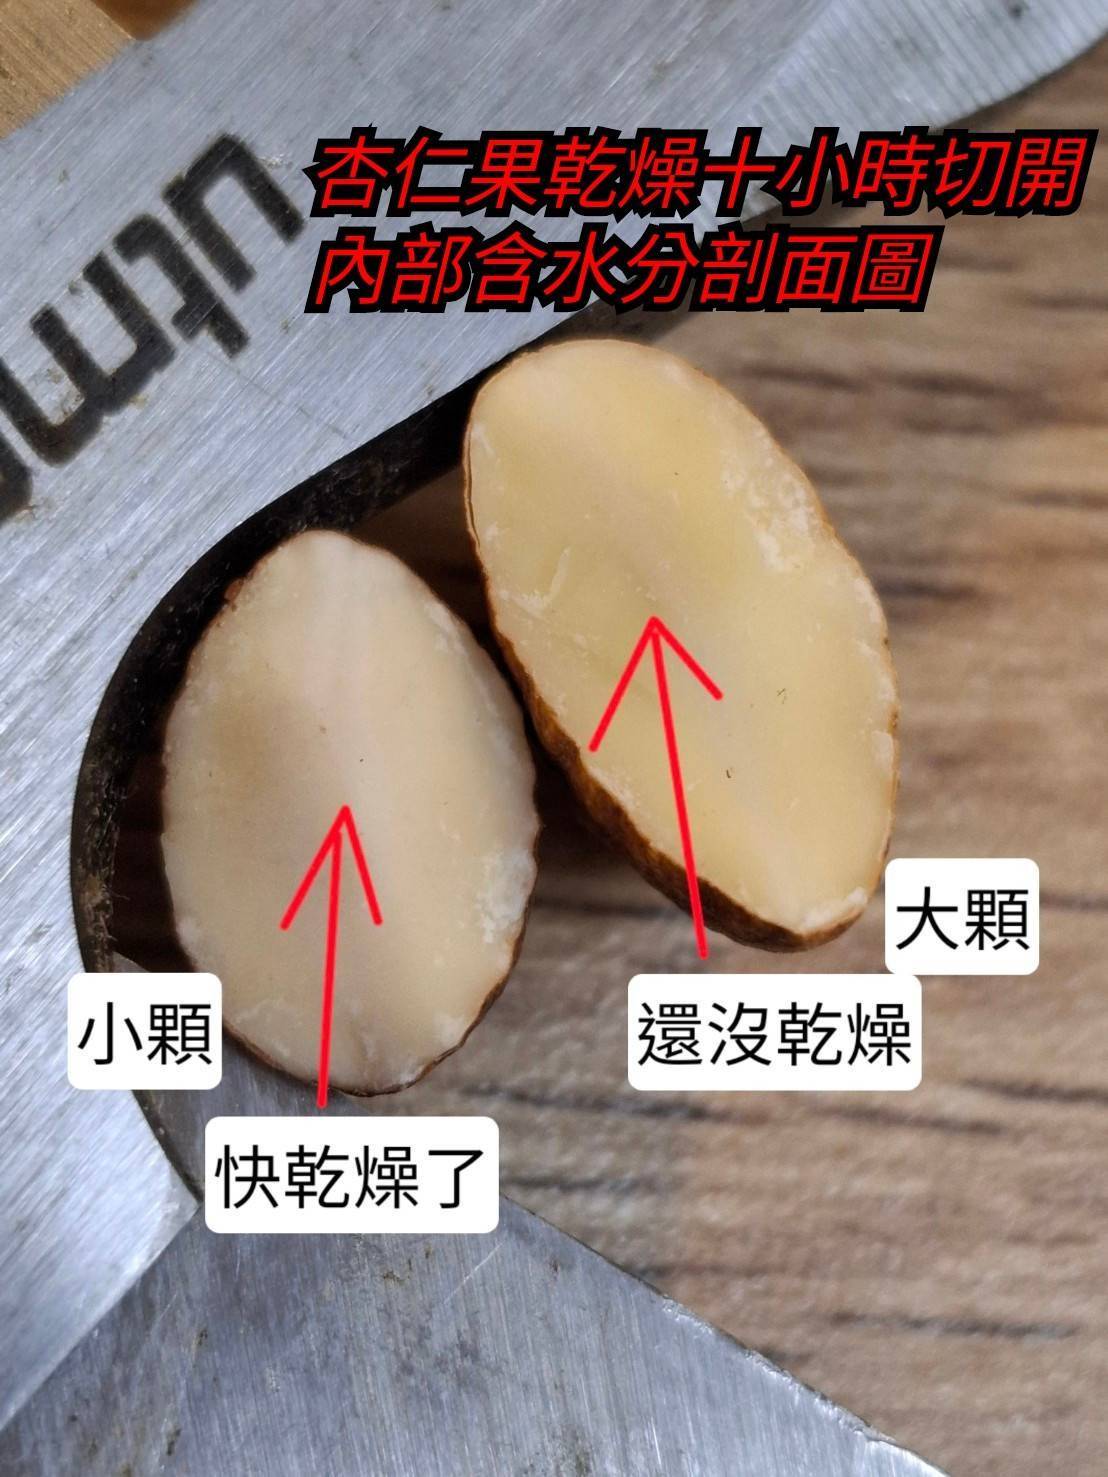 杏仁果乾燥十小時切開
內部含水分剖面圖
大顆
還沒乾燥
小顆
快乾燥了